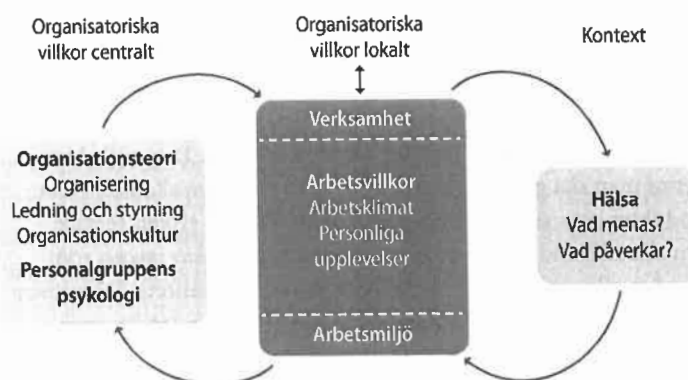 Organisatoriska
villkor centralt
Organisatoriska
villkor lokalt
Kontext
Organisationsteori
Organisering
Ledning och styrning
Organisationskultur
Personalgruppens
psykologi
Verksamhet
Arbetsvillkor
Arbetsklimat
Personliga
upplevelser
Arbetsmiljö
Hälsa
Vad menas?
Vad påverkar?